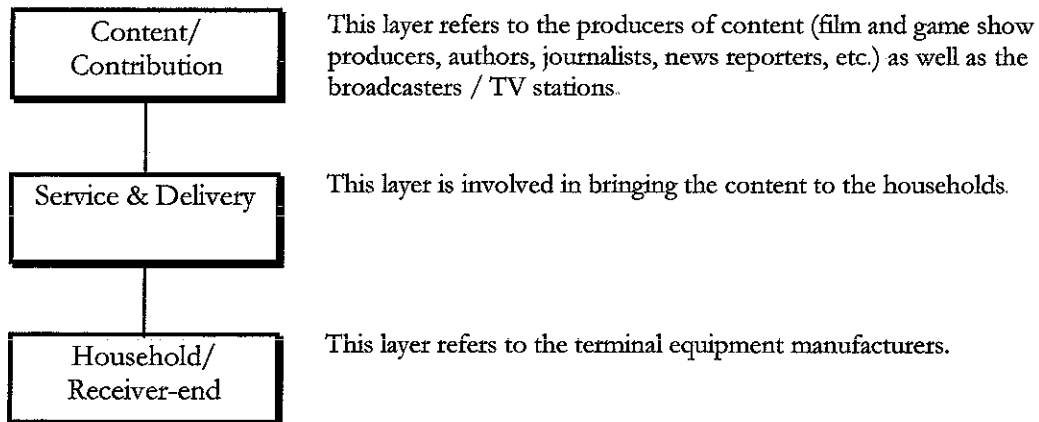 Content/
Contribution
This layer refers to the producers of content (film and game show
producers, authors, journalists, news reporters, etc.) as well as the
broadcasters / TV stations.
Service & Delivery
This layer is involved in bringing the content to the households.
Household/
Receiver-end
This layer refers to the terminal equipment manufacturers.